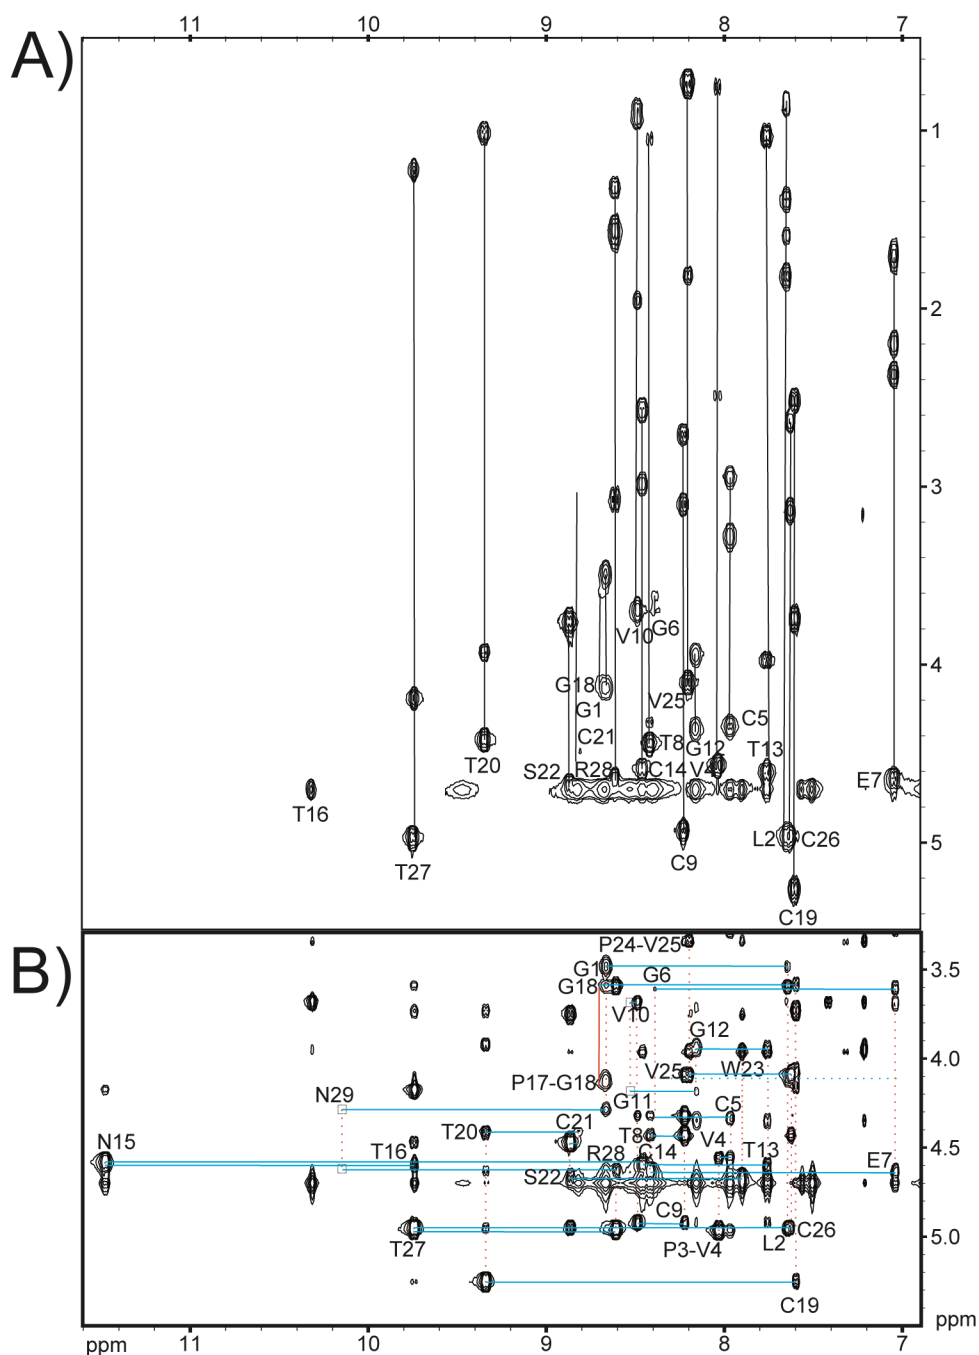 11 10 9 8 7
A)
1
2
3
V10 G6
4
G18 V25
G1 C5
C21 T8 G12 T13
T20 S22 R28 C14 V4 E7
T16
5
T27 C9 L2 C26
C19
B)
P24-V25
G1 G6 3.5
G18
V10
G12
4.0
V25 W23
P17-G18
N29 G11 C5
T20 C21 T8 V4
N15 T16 R28 C14 T13 4.5
S22 E7
C9
T27 P3-V4 L2 C26 5.0
C19
ppm
ppm 11 10 9 8 7